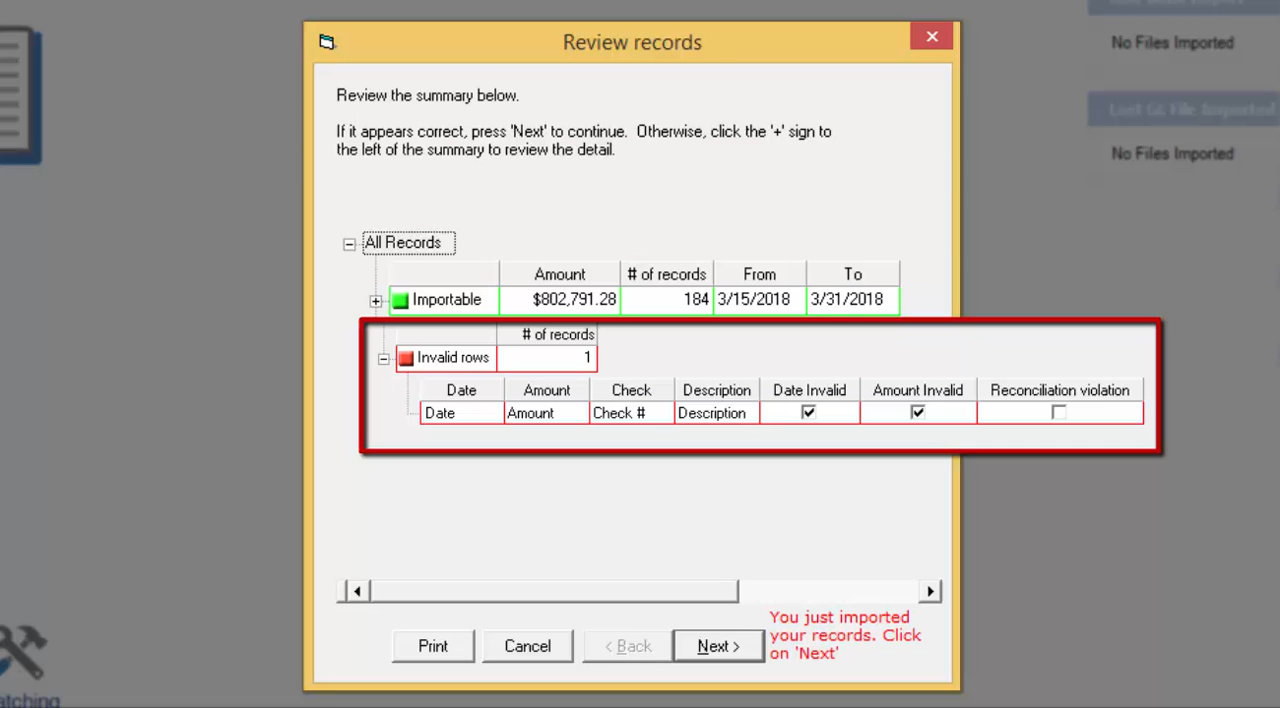 Review records
No Files Imported
Last GL File Imported
No Files Imported
Review the summary below.
If it appears correct, press 'Next' to continue. Otherwise, click the '+' sign to
the left of the summary to review the detail.
All Records
Amount # of records From To
Importable $802,791.28 184 3/15/2018 3/31/2018
# of records
Invalid rows 1
Date Amount Check Description Date Invalid Amount Invalid Reconciliation violation
Date Amount Check # Description
Print Cancel < Back Next >
You just imported
your records. Click
on 'Next'